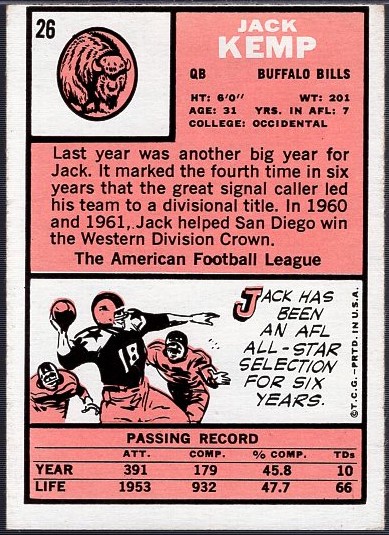 26
JACK
KEMP
QB BUFFALO BILLS
HT: 6'0" WT: 201
AGE: 31 YRS. IN AFL: 7
COLLEGE: OCCIDENTAL
Last year was another big year for
Jack. It marked the fourth time in six
years that the great signal caller led
his team to a divisional title. In 1960
and 1961, Jack helped San Diego win
the Western Division Crown.
The American Football League
18
JACK HAS
BEEN
AN AFL
ALL-STAR
SELECTION
FOR SIX
YEARS.
©T.C.G.-PRTD. IN U.S.A.
PASSING RECORD
ATT. COMP. % COMP. TDs
YEAR 391 179 45.8 10
LIFE 1953 932 47.7 66